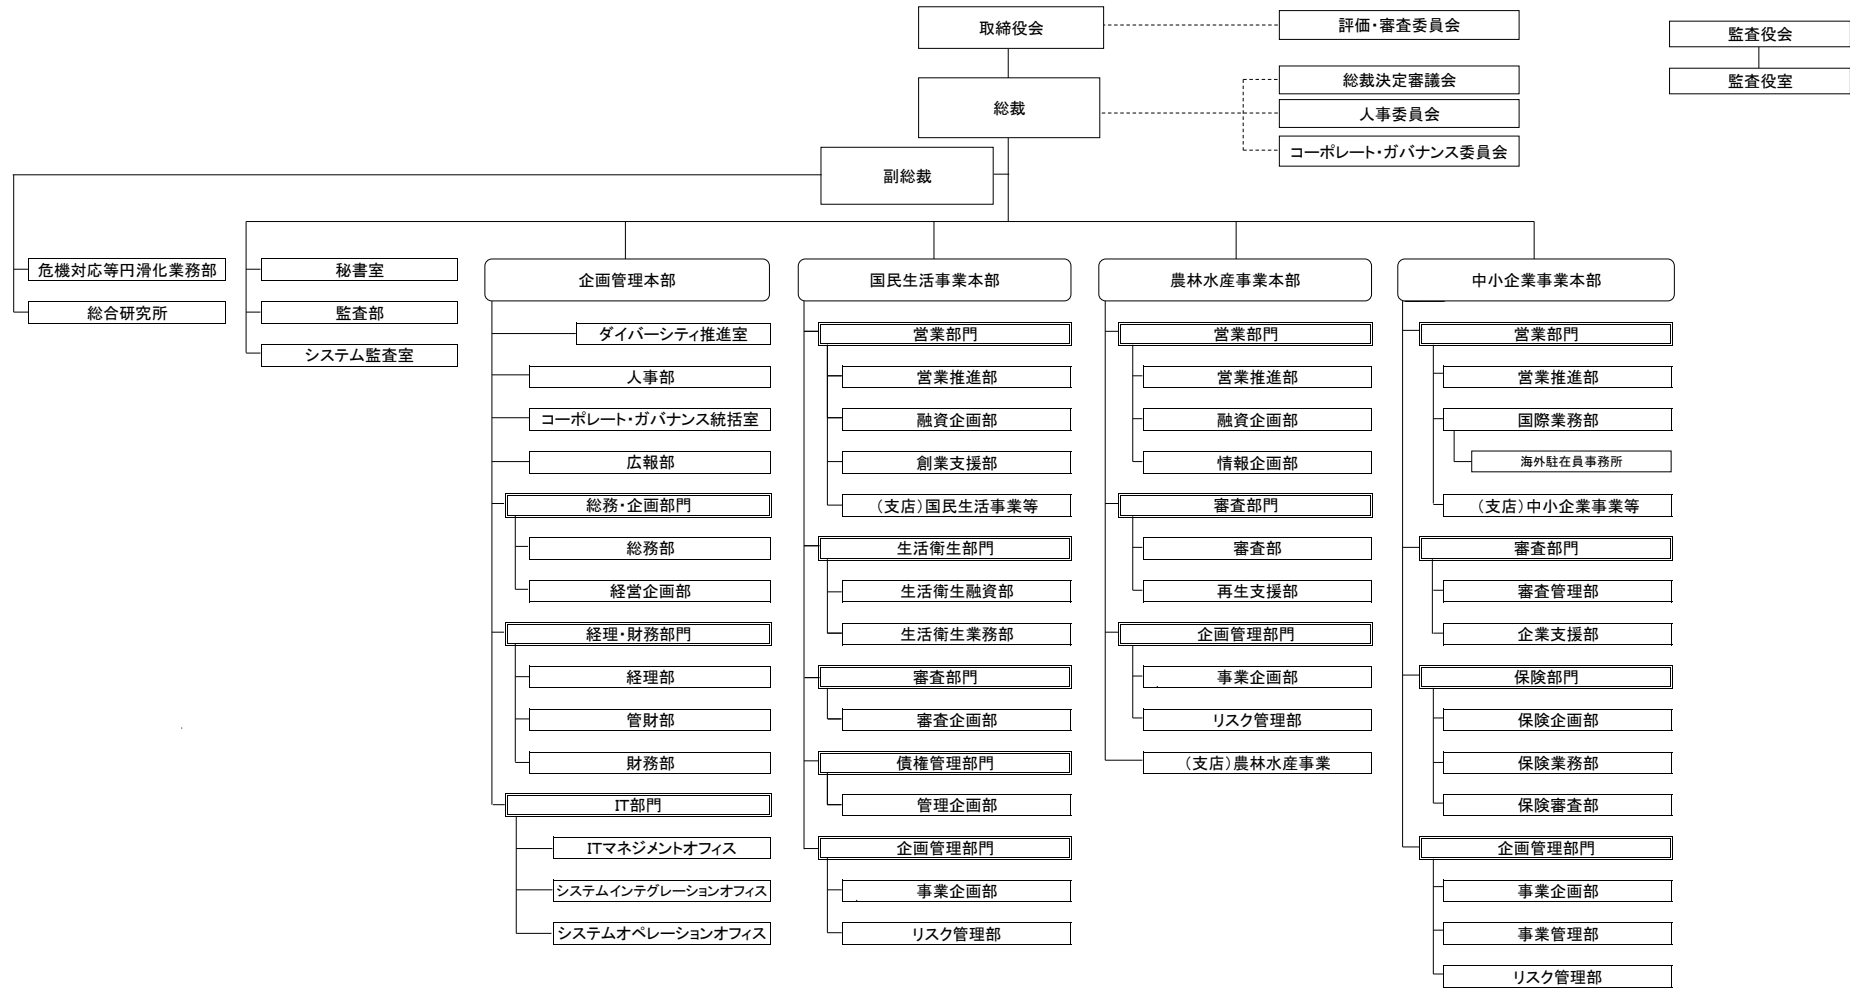 取締役会
評価・審査委員会
監査役会
監査役室
総裁
総裁決定審議会
人事委員会
コーポレート・ガバナンス委員会
副総裁
危機対応等円滑化業務部
総合研究所
秘書室
監査部
システム監査室
企画管理本部
ダイバーシティ推進室
人事部
コーポレート・ガバナンス統括室
広報部
総務・企画部門
総務部
経営企画部
経理・財務部門
経理部
管財部
財務部
IT部門
ITマネジメントオフィス
システムインテグレーションオフィス
システムオペレーションオフィス
国民生活事業本部
営業部門
営業推進部
融資企画部
創業支援部
（支店）国民生活事業等
生活衛生部門
生活衛生融資部
生活衛生業務部
審査部門
審査企画部
債権管理部門
管理企画部
企画管理部門
事業企画部
リスク管理部
農林水産事業本部
営業部門
営業推進部
融資企画部
情報企画部
審査部門
審査部
再生支援部
企画管理部門
事業企画部
リスク管理部
（支店）農林水産事業
中小企業事業本部
営業部門
営業推進部
国際業務部
海外駐在員事務所
（支店）中小企業事業等
審査部門
審査管理部
企業支援部
保険部門
保険企画部
保険業務部
保険審査部
企画管理部門
事業企画部
事業管理部
リスク管理部